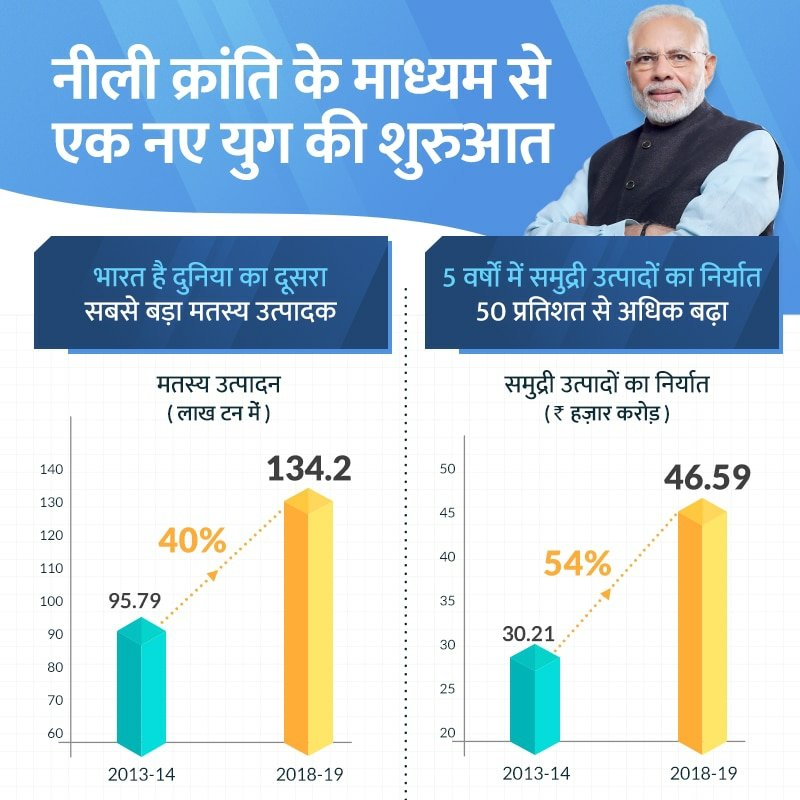 नीली क्रांति के माध्यम से
एक नए युग की शुरुआत
भारत है दुनिया का दूसरा
सबसे बड़ा मतस्य उत्पादक
मतस्य उत्पादन
( लाख टन में )
140
130
120
110
100
90
80
70
60
95.79
40%
134.2
2013-14
2018-19
5 वर्षों में समुद्री उत्पादों का निर्यात
50 प्रतिशत से अधिक बढ़ा
समुद्री उत्पादों का निर्यात
( ₹ हज़ार करोड़ )
50
45
40
35
30
25
20
30.21
54%
46.59
2013-14
2018-19